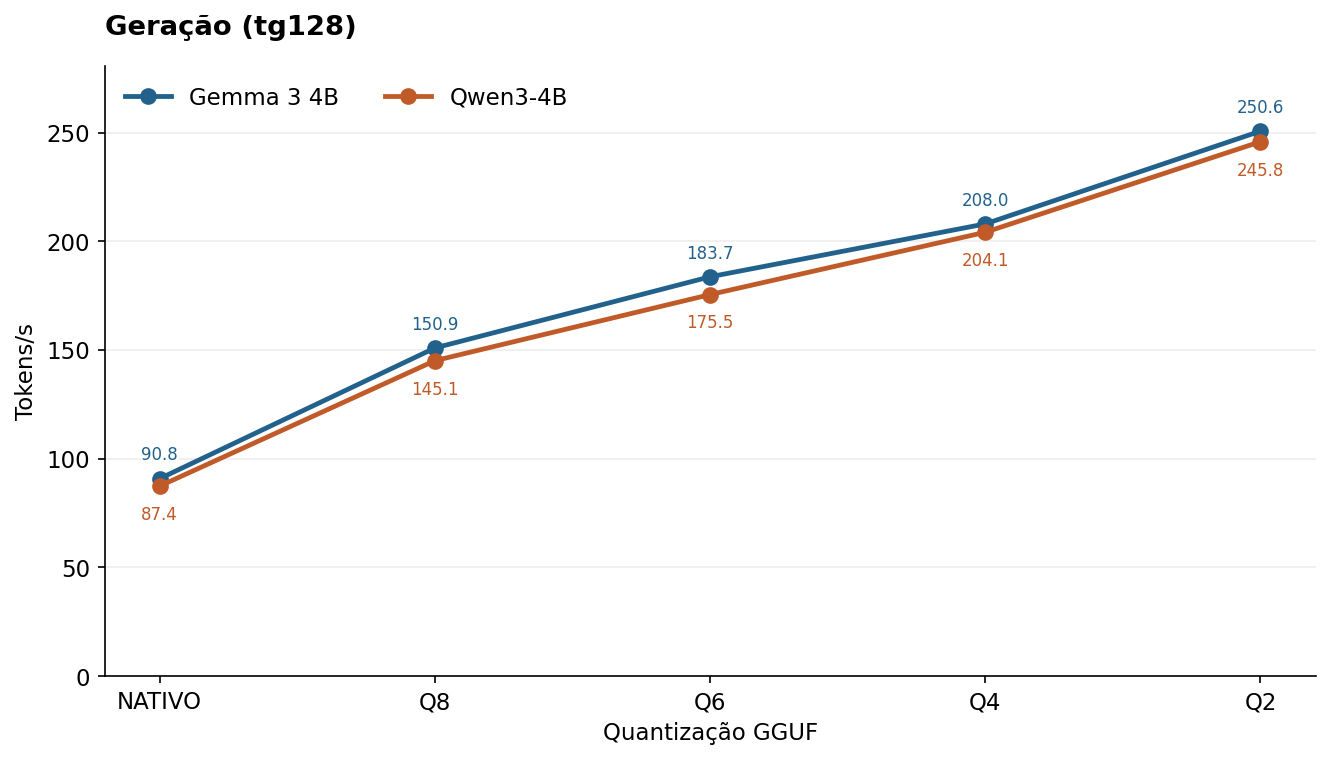 Geração (tg128)
Gemma 3 4B
Qwen3-4B
250
200
150
100
50
0
Tokens/s
90.8
150.9
183.7
208.0
250.6
87.4
145.1
175.5
204.1
245.8
NATIVO
Q8
Q6
Q4
Q2
Quantização GGUF